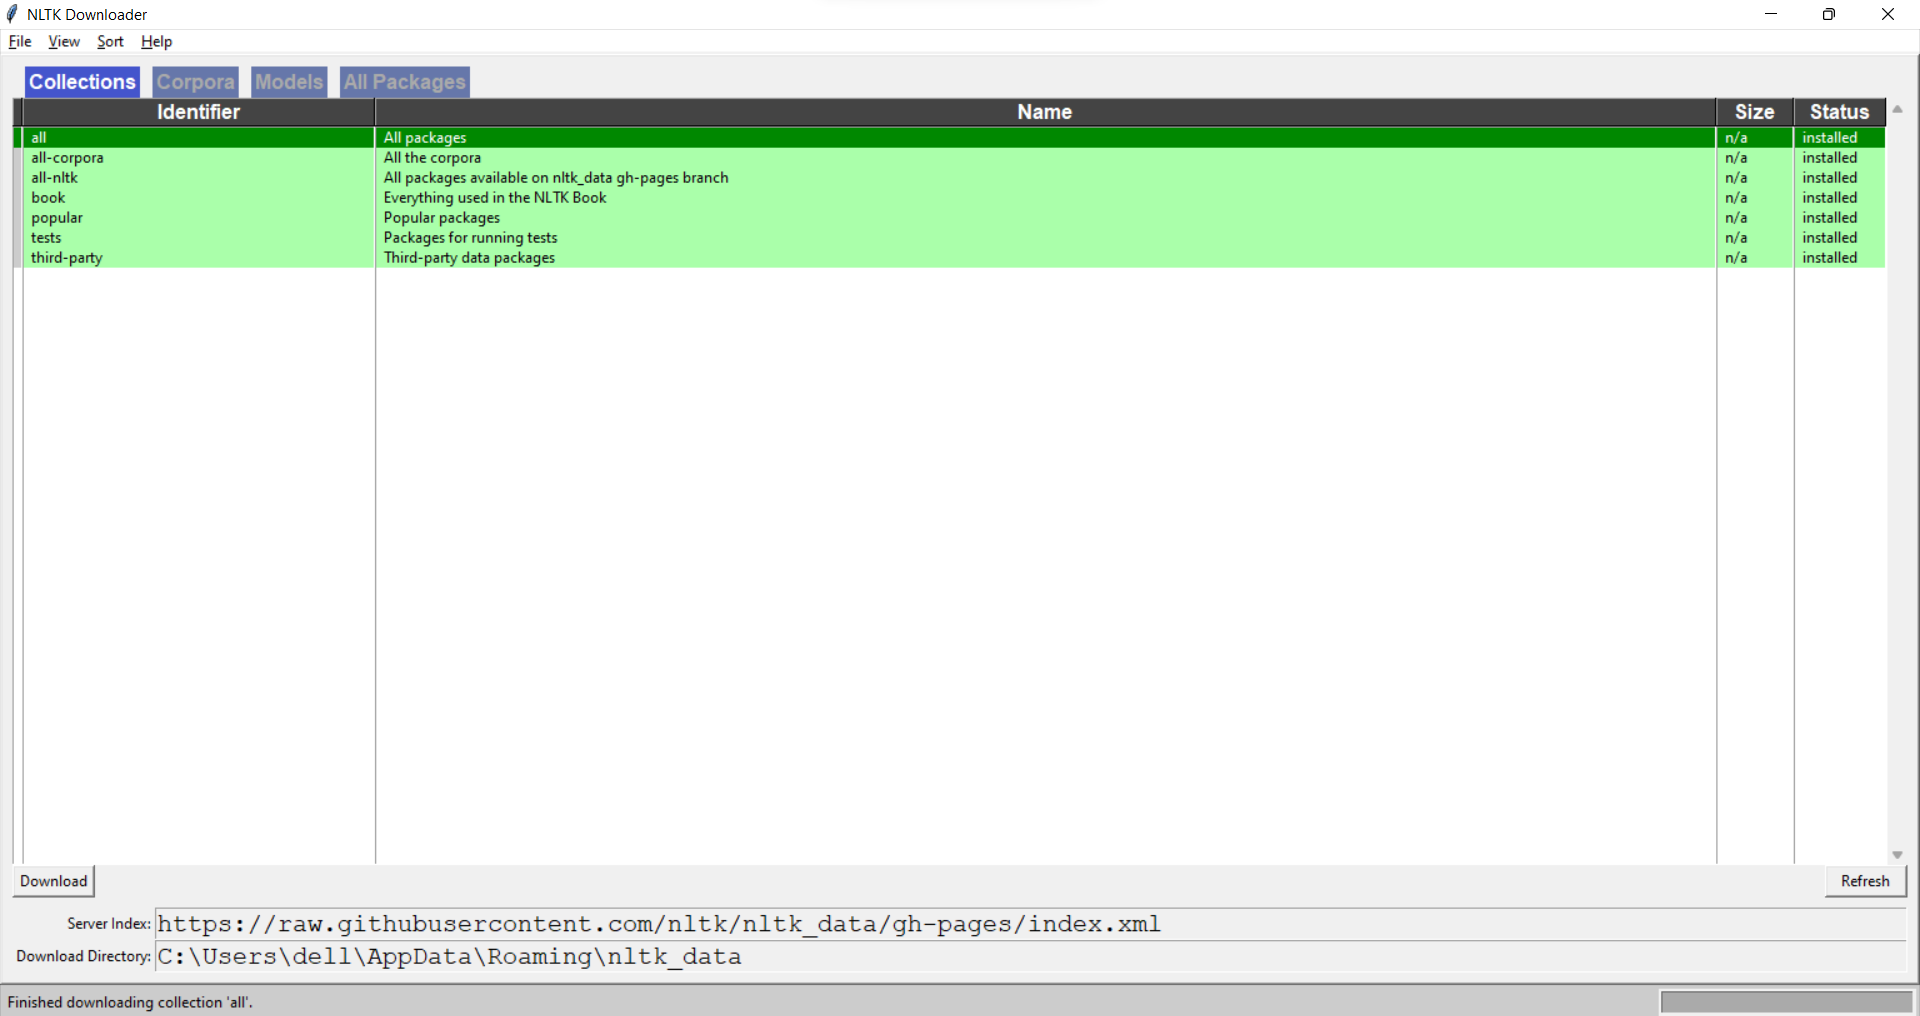 NLTK Downloader
File View Sort Help
Collections Corpora Models All Packages
Identifier Name Size Status
all All packages n/a installed
all-corpora All the corpora n/a installed
all-nltk All packages available on nltk_data gh-pages branch n/a installed
book Everything used in the NLTK Book n/a installed
popular Popular packages n/a installed
tests Packages for running tests n/a installed
third-party Third-party data packages n/a installed
Download Refresh
Server Index: https://raw.githubusercontent.com/nltk/nltk_data/gh-pages/index.xml
Download Directory: C:\Users\dell\AppData\Roaming\nltk_data
Finished downloading collection 'all'.